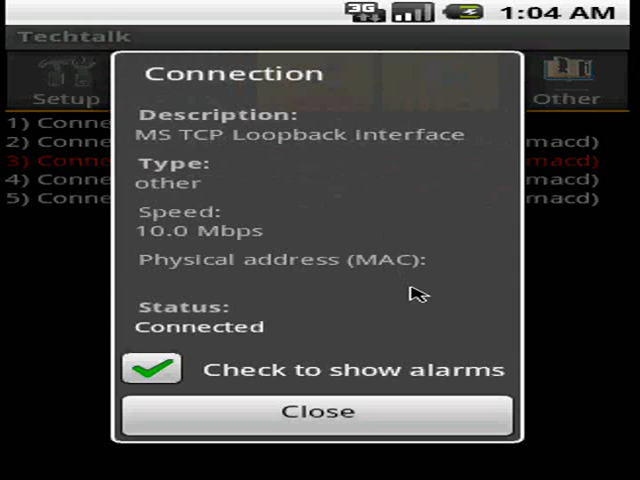 3G 1:04 AM
Techtalk
Setup Other
Connection
Description:
MS TCP Loopback interface
Type:
other
Speed:
10.0 Mbps
Physical address (MAC):
Status:
Connected
Check to show alarms
Close
1) Conne
2) Conne macd)
3) Conne macd)
4) Conne macd)
5) Conne macd)